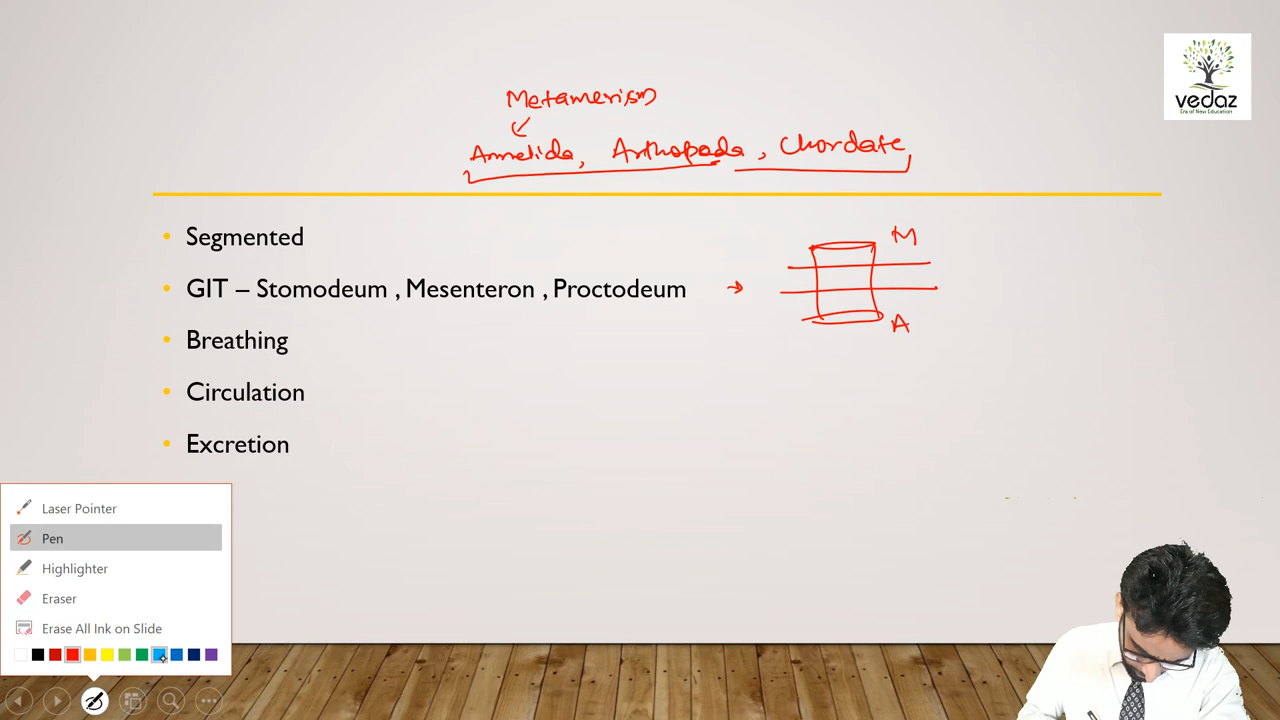 vedaz
Era of New Education
Metamerism
Annelida, Arthopoda, Chordate,
• Segmented
M
• GIT – Stomodeum , Mesenteron , Proctodeum →
A
• Breathing
• Circulation
• Excretion
Laser Pointer
Pen
Highlighter
Eraser
Erase All Ink on Slide